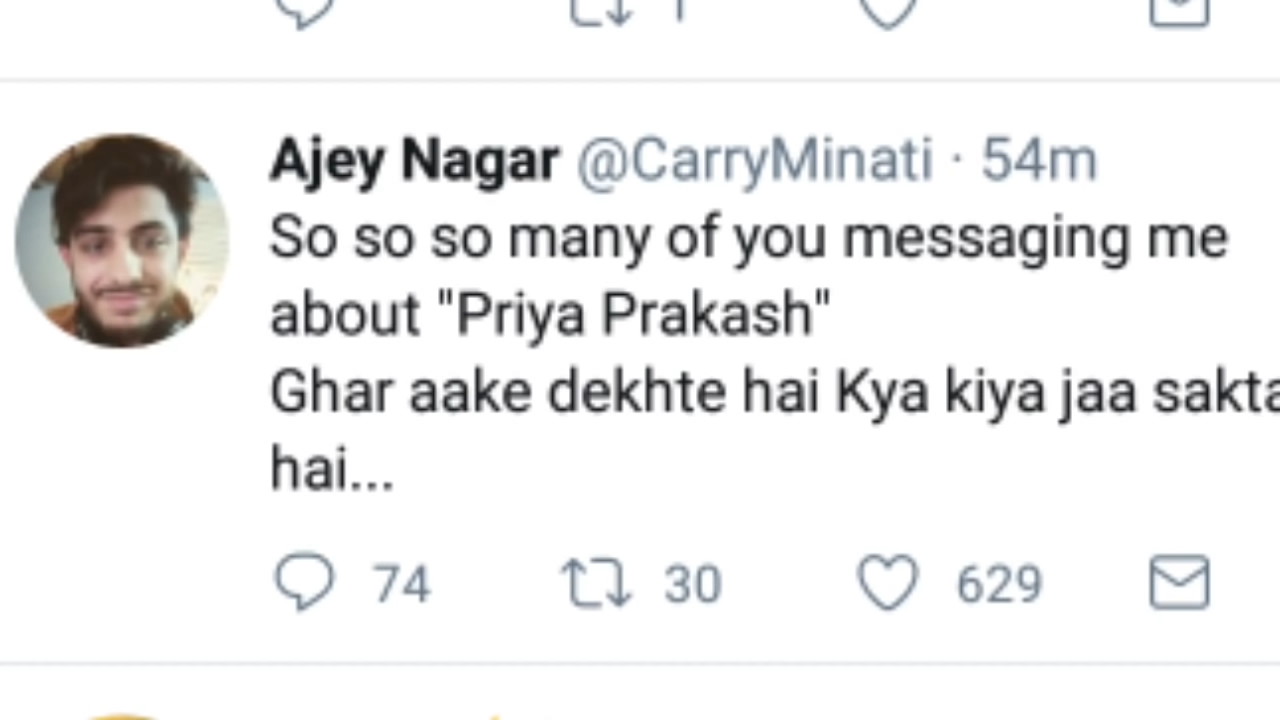 Ajey Nagar @CarryMinati · 54m
So so so many of you messaging me
about "Priya Prakash"
Ghar aake dekhte hai Kya kiya jaa sakta
hai...
74 30 629